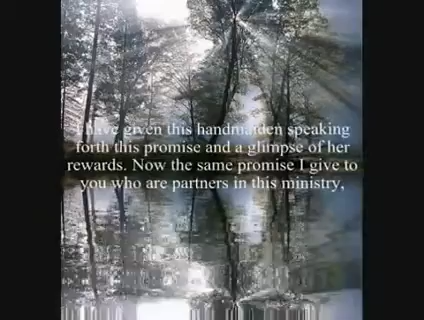 I have given this handmaiden speaking
forth this promise and a glimpse of her
rewards. Now the same promise I give to
you who are partners in this ministry,